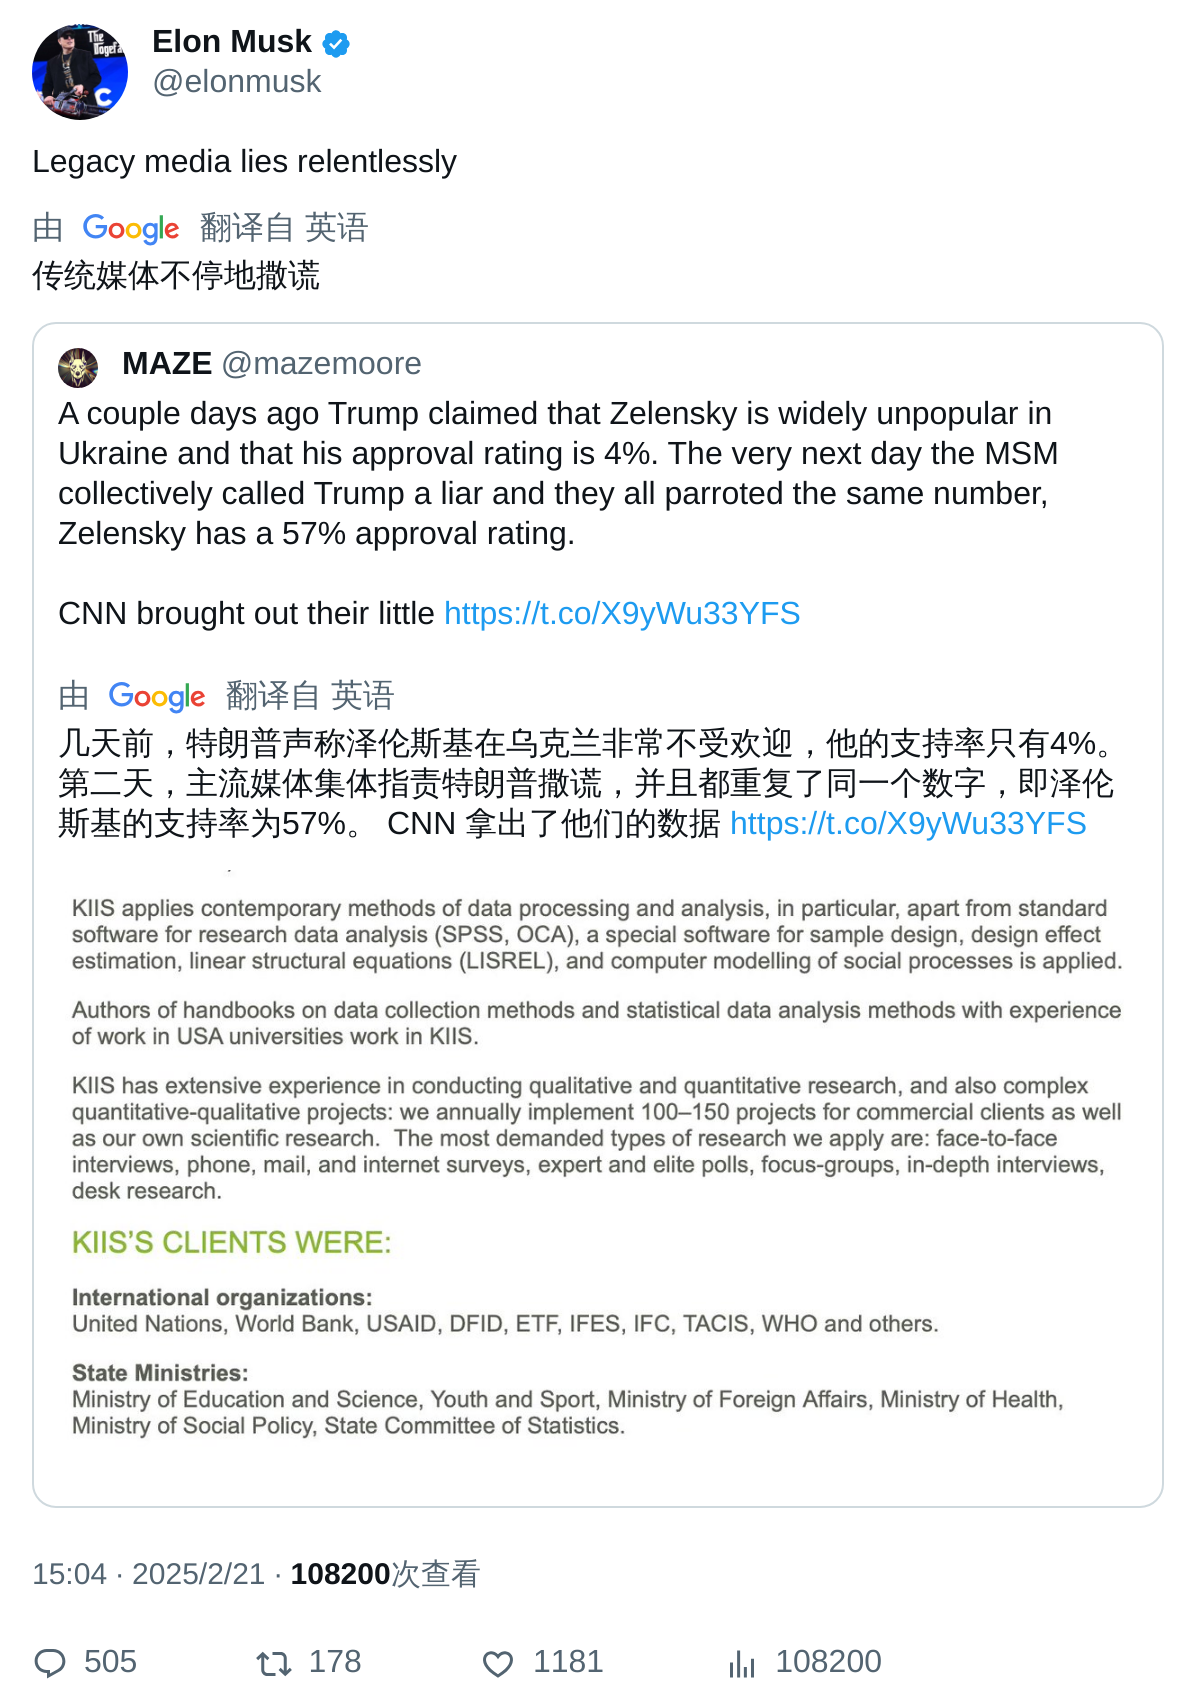 Elon Musk
@elonmusk
Legacy media lies relentlessly
由 Google 翻译自 英语
传统媒体不停地撒谎
MAZE @mazemoore
A couple days ago Trump claimed that Zelensky is widely unpopular in
Ukraine and that his approval rating is 4%. The very next day the MSM
collectively called Trump a liar and they all parroted the same number,
Zelensky has a 57% approval rating.
CNN brought out their little https://t.co/X9yWu33YFS
由 Google 翻译自 英语
几天前，特朗普声称泽伦斯基在乌克兰非常不受欢迎，他的支持率只有4%。
第二天，主流媒体集体指责特朗普撒谎，并且都重复了同一个数字，即泽伦
斯基的支持率为57%。 CNN 拿出了他们的数据 https://t.co/X9yWu33YFS
KIIS applies contemporary methods of data processing and analysis, in particular, apart from standard
software for research data analysis (SPSS, OCA), a special software for sample design, design effect
estimation, linear structural equations (LISREL), and computer modelling of social processes is applied.
Authors of handbooks on data collection methods and statistical data analysis methods with experience
of work in USA universities work in KIIS.
KIIS has extensive experience in conducting qualitative and quantitative research, and also complex
quantitative-qualitative projects: we annually implement 100–150 projects for commercial clients as well
as our own scientific research.  The most demanded types of research we apply are: face-to-face
interviews, phone, mail, and internet surveys, expert and elite polls, focus-groups, in-depth interviews,
desk research.
KIIS’S CLIENTS WERE:
International organizations:
United Nations, World Bank, USAID, DFID, ETF, IFES, IFC, TACIS, WHO and others.
State Ministries:
Ministry of Education and Science, Youth and Sport, Ministry of Foreign Affairs, Ministry of Health,
Ministry of Social Policy, State Committee of Statistics.
15:04 · 2025/2/21 · 108200次查看
505 178 1181 108200